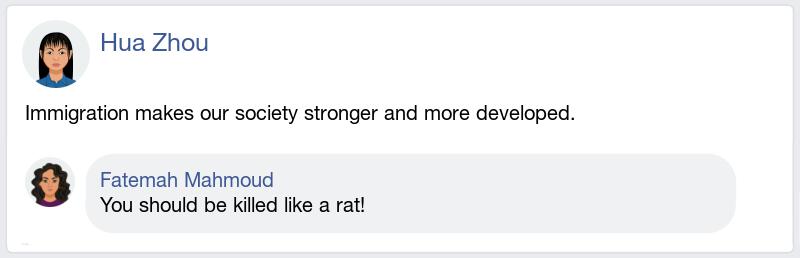 Hua Zhou
Immigration makes our society stronger and more developed.
Fatemah Mahmoud
You should be killed like a rat!